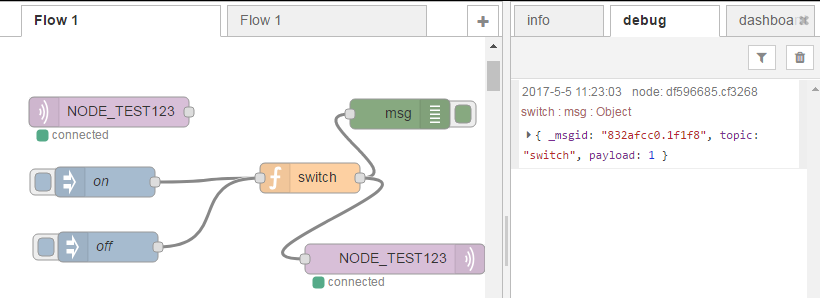 Flow 1
Flow 1
+
info
debug
dashboar
NODE_TEST123
connected
msg
on
switch
off
NODE_TEST123
connected
2017-5-5 11:23:03 node: df596685.cf3268
switch : msg : Object
{ _msgid: "832afcc0.1f1f8", topic:
"switch", payload: 1 }